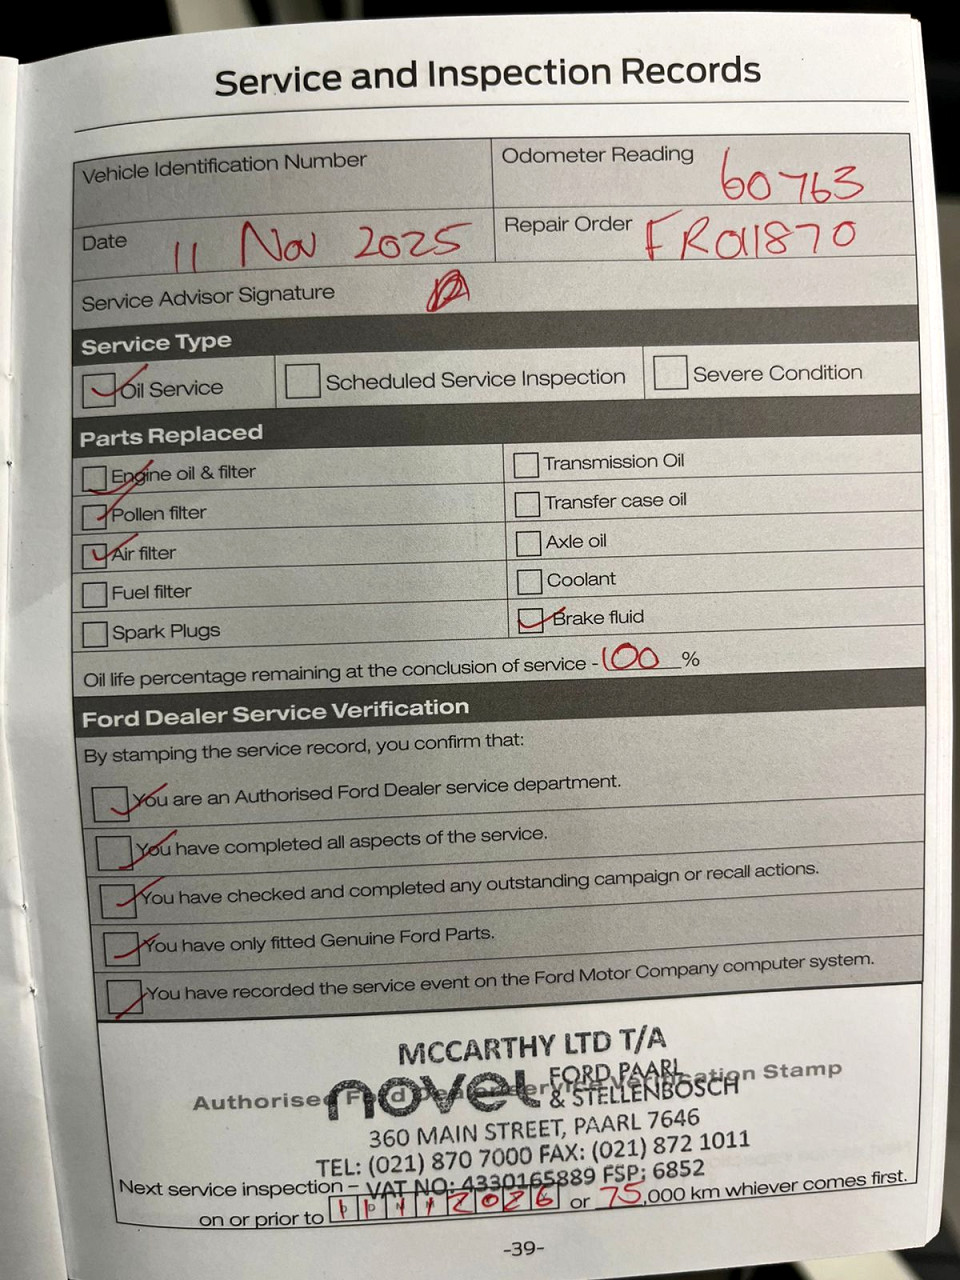 Service and Inspection Records
Vehicle Identification Number
Odometer Reading 60763
Date 11 Nov 2025
Repair Order FR011870
Service Advisor Signature
Service Type
Oil Service
Scheduled Service Inspection
Severe Condition
Parts Replaced
Engine oil & filter
Transmission Oil
Pollen filter
Transfer case oil
Air filter
Axle oil
Fuel filter
Coolant
Spark Plugs
Brake fluid
Oil life percentage remaining at the conclusion of service - 100 %
Ford Dealer Service Verification
By stamping the service record, you confirm that:
You are an Authorised Ford Dealer service department.
You have completed all aspects of the service.
You have checked and completed any outstanding campaign or recall actions.
You have only fitted Genuine Ford Parts.
You have recorded the service event on the Ford Motor Company computer system.
MCCARTHY LTD T/A
novel FORD PAARL
& STELLENBOSCH
Authorised Ford Dealer Service Verification Stamp
360 MAIN STREET, PAARL 7646
TEL: (021) 870 7000 FAX: (021) 872 1011
VAT NO: 4330165889 FSP: 6852
Next service inspection –
on or prior to 11 11 2026 or 75,000 km whiever comes first.
-39-